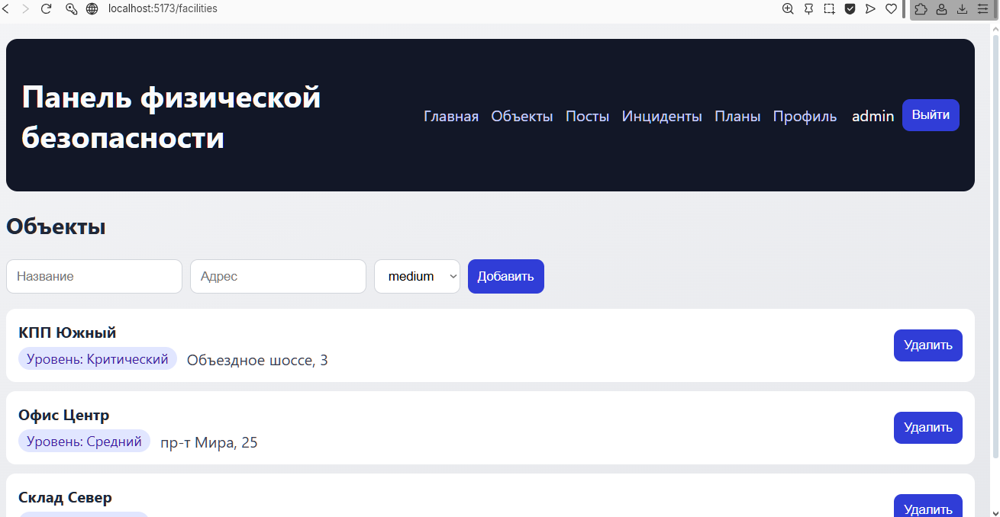 localhost:5173/facilities
Панель физической
безопасности
Главная Объекты Посты Инциденты Планы Профиль admin Выйти
Объекты
Название Адрес medium Добавить
КПП Южный
Уровень: Критический Объездное шоссе, 3
Удалить
Офис Центр
Уровень: Средний пр-т Мира, 25
Удалить
Склад Север
Удалить